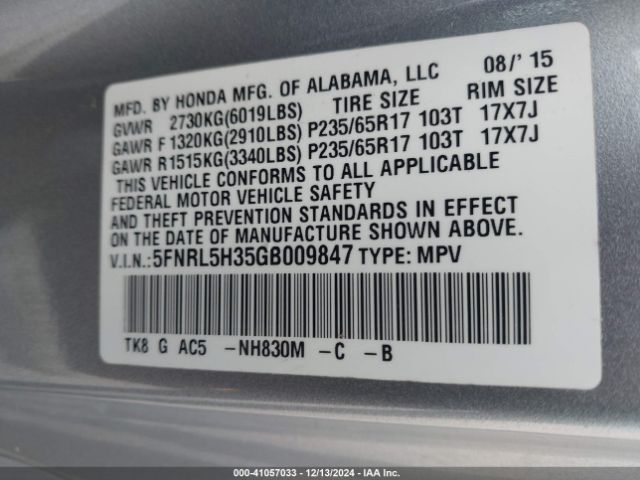 MFD. BY HONDA MFG. OF ALABAMA, LLC 08/'15
GVWR 2730KG(6019LBS) TIRE SIZE RIM SIZE
GAWR F 1320KG(2910LBS) P235/65R17 103T 17X7J
GAWR R1515KG(3340LBS) P235/65R17 103T 17X7J
THIS VEHICLE CONFORMS TO ALL APPLICABLE
FEDERAL MOTOR VEHICLE SAFETY
AND THEFT PREVENTION STANDARDS IN EFFECT
ON THE DATE OF MANUFACTURE SHOWN ABOVE.
V.I.N.:5FNRL5H35GB009847 TYPE: MPV
TK8 G AC5 -NH830M -C -B
000-41057033 - 12/13/2024 - IAA